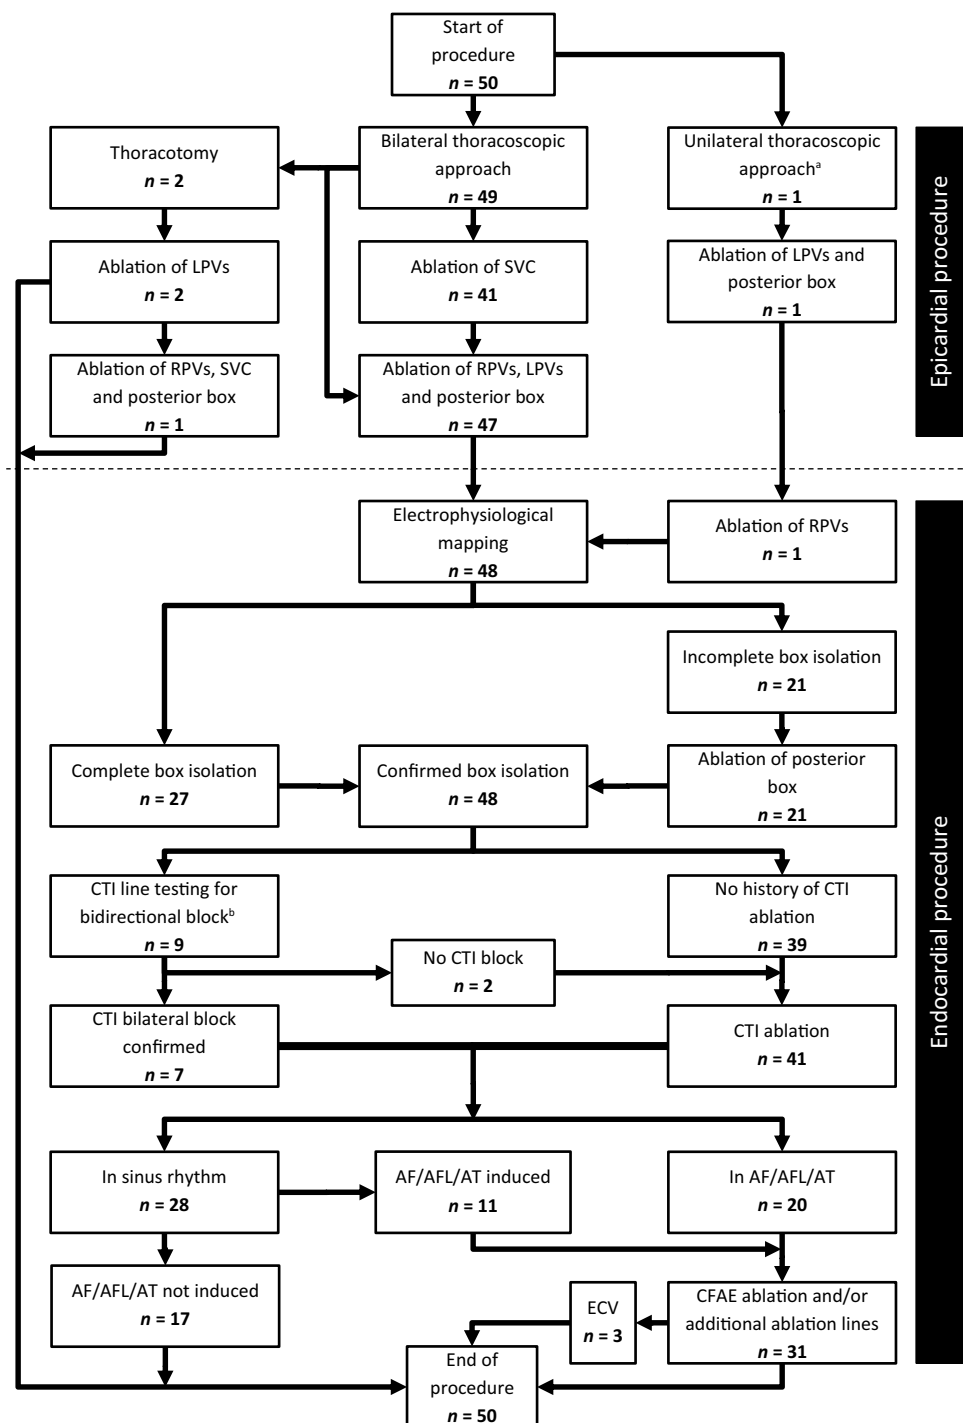 Start of
procedure
n = 50
Thoracotomy
n = 2
Bilateral thoracoscopic
approach
n = 49
Unilateral thoracoscopic
approachᵃ
n = 1
Ablation of LPVs
n = 2
Ablation of SVC
n = 41
Ablation of LPVs and
posterior box
n = 1
Ablation of RPVs, SVC
and posterior box
n = 1
Ablation of RPVs, LPVs
and posterior box
n = 47
Epicardial procedure
Electrophysiological
mapping
n = 48
Ablation of RPVs
n = 1
Incomplete box isolation
n = 21
Complete box isolation
n = 27
Confirmed box isolation
n = 48
Ablation of posterior
box
n = 21
CTI line testing for
bidirectional blockᵇ
n = 9
No history of CTI
ablation
n = 39
No CTI block
n = 2
CTI bilateral block
confirmed
n = 7
CTI ablation
n = 41
In sinus rhythm
n = 28
AF/AFL/AT induced
n = 11
In AF/AFL/AT
n = 20
AF/AFL/AT not induced
n = 17
ECV
n = 3
CFAE ablation and/or
additional ablation lines
n = 31
End of
procedure
n = 50
Endocardial procedure